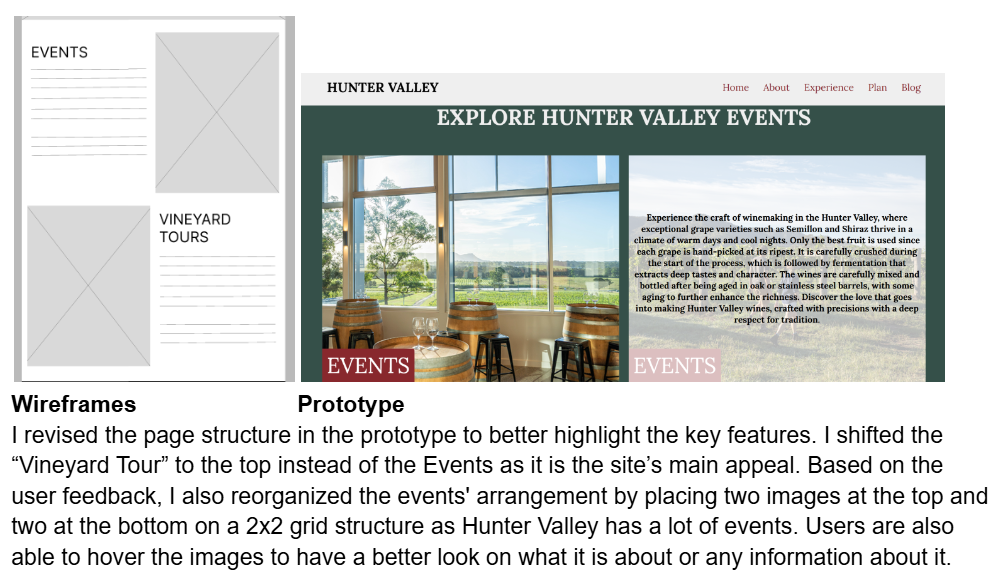 EVENTS
VINEYARD
TOURS
HUNTER VALLEY
Home About Experience Plan Blog
EXPLORE HUNTER VALLEY EVENTS
Experience the craft of winemaking in the Hunter Valley, where
exceptional grape varieties such as Semillon and Shiraz thrive in a
climate of warm days and cool nights. Only the best fruit is used since
each grape is hand-picked at its ripest. It is carefully crushed during
the start of the process, which is followed by fermentation that
extracts deep tastes and character. The wines are carefully mixed and
bottled after being aged in oak or stainless steel barrels, with some
aging to further enhance the richness. Discover the love that goes
into making Hunter Valley wines, crafted with precisions with a deep
respect for tradition.
EVENTS
EVENTS
Wireframes
Prototype
I revised the page structure in the prototype to better highlight the key features. I shifted the
“Vineyard Tour” to the top instead of the Events as it is the site’s main appeal. Based on the
user feedback, I also reorganized the events' arrangement by placing two images at the top and
two at the bottom on a 2x2 grid structure as Hunter Valley has a lot of events. Users are also
able to hover the images to have a better look on what it is about or any information about it.